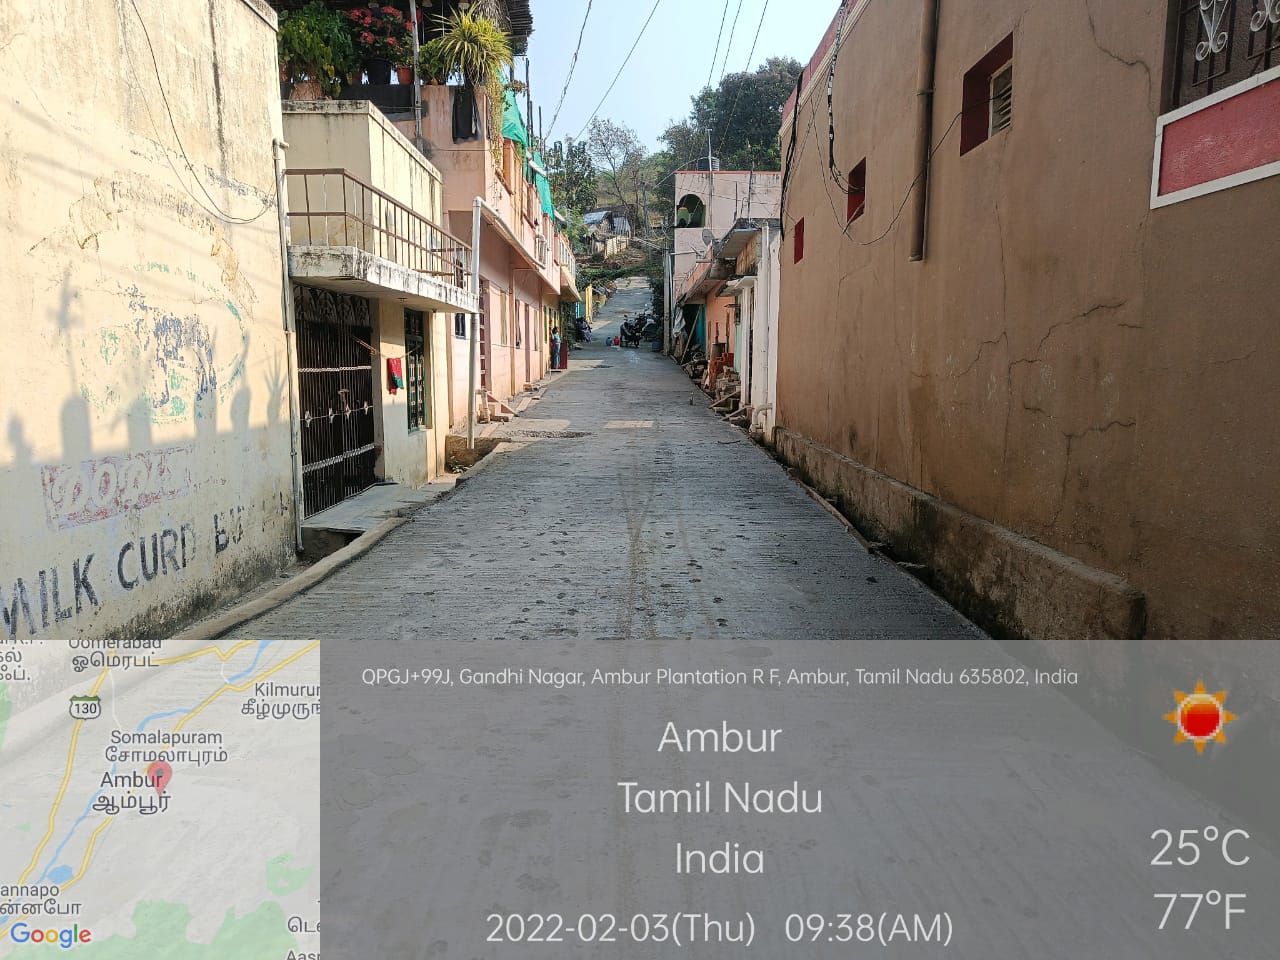 MILK CURD
QPGJ+99J, Gandhi Nagar, Ambur Plantation R F, Ambur, Tamil Nadu 635802, India
Ambur
Tamil Nadu
India
2022-02-03(Thu) 09:38(AM)
25°C
77°F
Oomerabad
ஓமெரபட்
130
Kilmurun
கீழ்முருங்
Somalapuram
சோமலாபுரம்
Ambur
ஆம்பூர்
annapo
ன்னபோ
Google